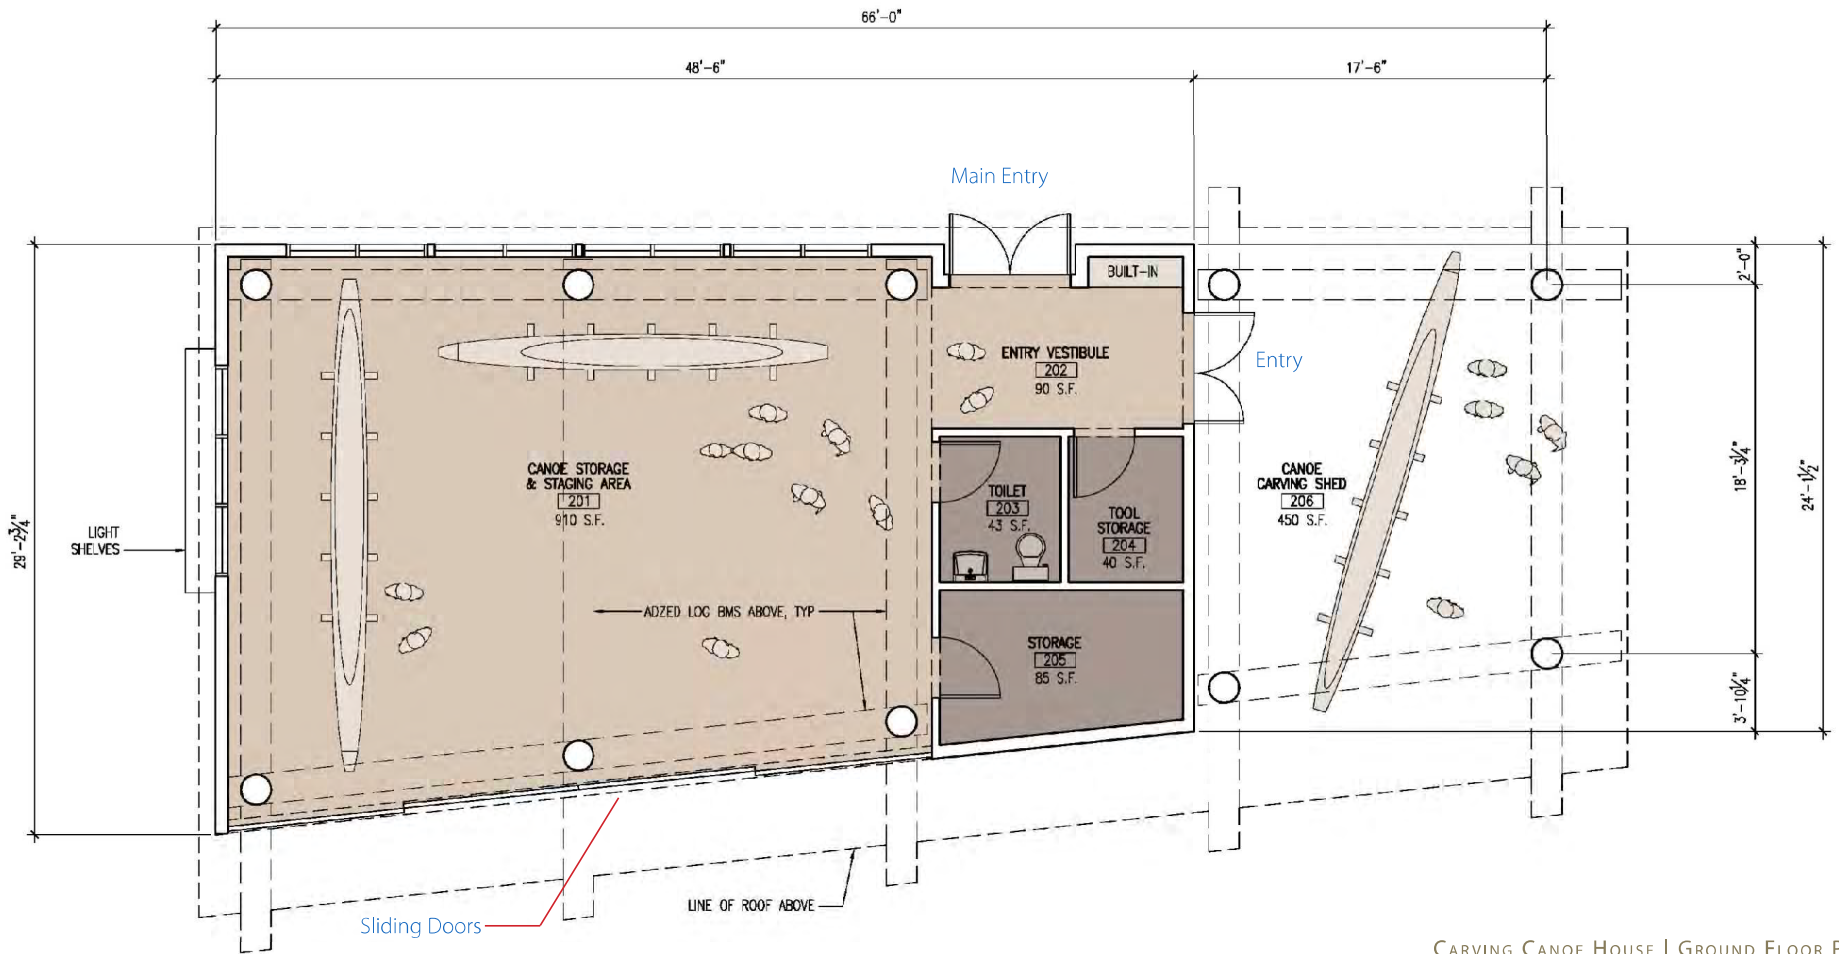 66'-0"
48'-6"
17'-6"
Main Entry
BUILT-IN
2'-0"
ENTRY VESTIBULE
202
90 S.F.
Entry
CANOE STORAGE
& STAGING AREA
201
910 S.F.
TOILET
203
43 S.F.
TOOL
STORAGE
204
40 S.F.
CANOE
CARVING SHED
206
450 S.F.
18'-3¼"
24'-1½"
29'-2¾"
LIGHT
SHELVES
ADZED LOG BMS ABOVE, TYP
STORAGE
205
85 S.F.
3'-10¼"
LINE OF ROOF ABOVE
Sliding Doors
CARVING CANOE HOUSE | GROUND FLOOR P